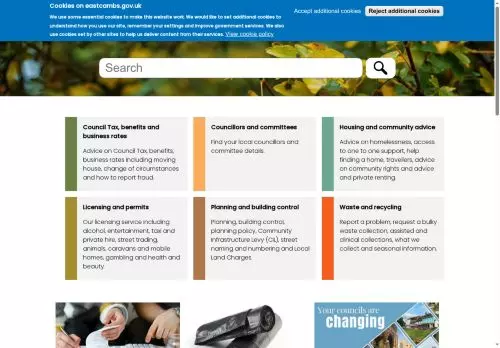 Cookies on eastcambs.gov.uk
We use some essential cookies to make this website work. We would like to set additional cookies to
understand how you use our site, remember your settings and improve government services. We also
use cookies set by other sites to help us deliver content from their services. View cookie policy
Accept additional cookies
Reject additional cookies
Search
Council Tax, benefits and
business rates
Advice on Council Tax, benefits,
business rates including moving
house, change of circumstances
and how to report fraud.
Councillors and committees
Find your local councillors and
committee details.
Housing and community advice
Advice on homelessness, access
to one to one support, help
finding a home, travellers, advice
on community rights and advice
and private renting.
Licensing and permits
Our licensing service including
alcohol, entertainment, taxi and
private hire, street trading,
animals, caravans and mobile
homes, gambling and health and
beauty.
Planning and building control
Planning, building control,
planning policy, Community
Infrastructure Levy (CIL), street
naming and numbering and Local
Land Charges.
Waste and recycling
Report a problem, request a bulky
waste collection, assisted and
clinical collections, what we
collect and seasonal information.
Your councils are
changing